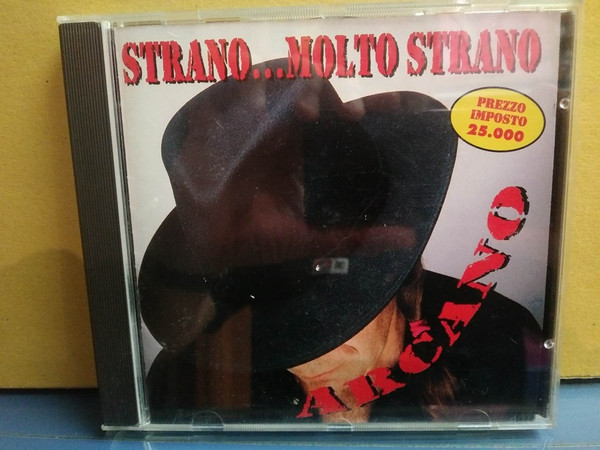 STRANO...MOLTO STRANO
PREZZO
IMPOSTO
25.000
ARCANO